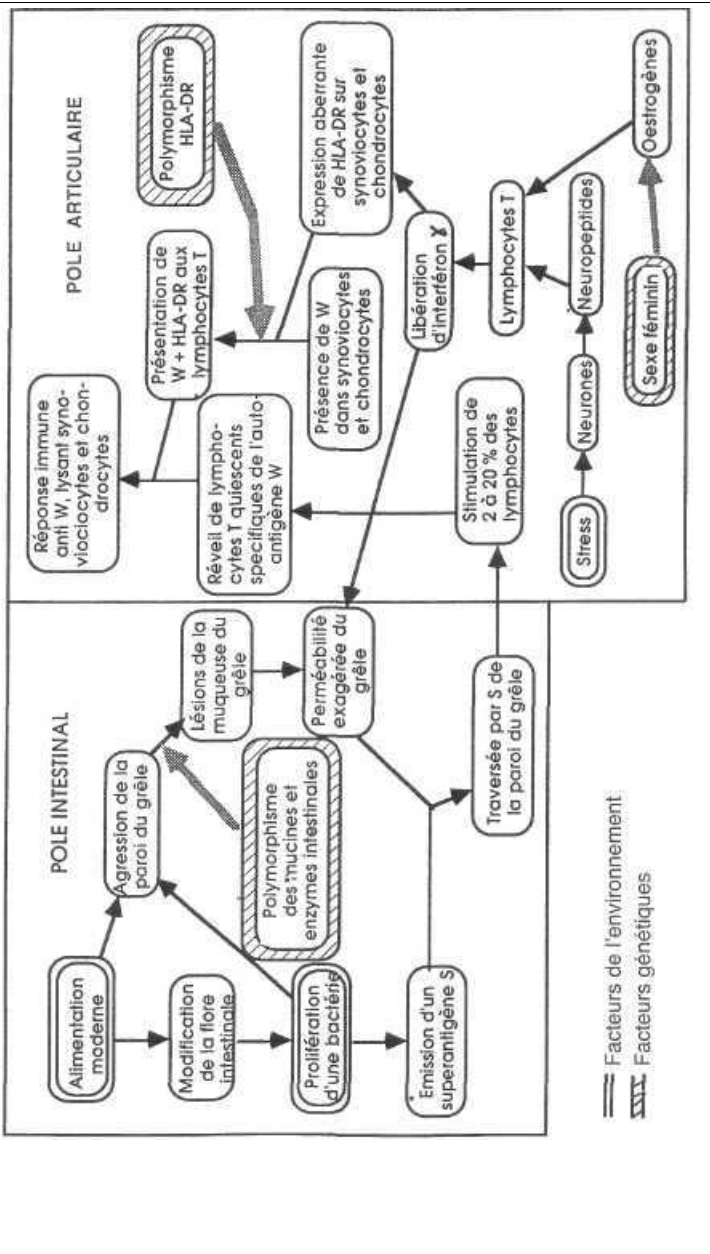 POLE INTESTINAL
Alimentation
moderne
Modification
de la flore
intestinale
Prolifération
d'une bactérie
Emission d'un
superantigène S
Agression de la
paroi du grêle
Polymorphisme
des mucines et
enzymes intestinales
Lésions de la
muqueuse du
grêle
Perméabilité
exagérée du
grêle
Traversée par S de
la paroi du grêle
POLE ARTICULAIRE
Réponse immune
anti W, lysant syno-
viociocytes et chon-
drocytes
Présentation de
W + HLA-DR aux
lymphocytes T
Polymorphisme
HLA-DR
Réveil de lympho-
cytes T quiescents
spécifiques de l'auto-
antigène W
Présence de W
dans synoviocytes
et chondrocytes
Expression aberrante
de HLA-DR sur
synoviocytes et
chondrocytes
Stimulation de
2 à 20 % des
lymphocytes
Libération
d'interféron γ
Lymphocytes T
Stress
Neurones
Neuropeptides
Sexe féminin
Oestrogènes
Facteurs de l'environnement
Facteurs génétiques